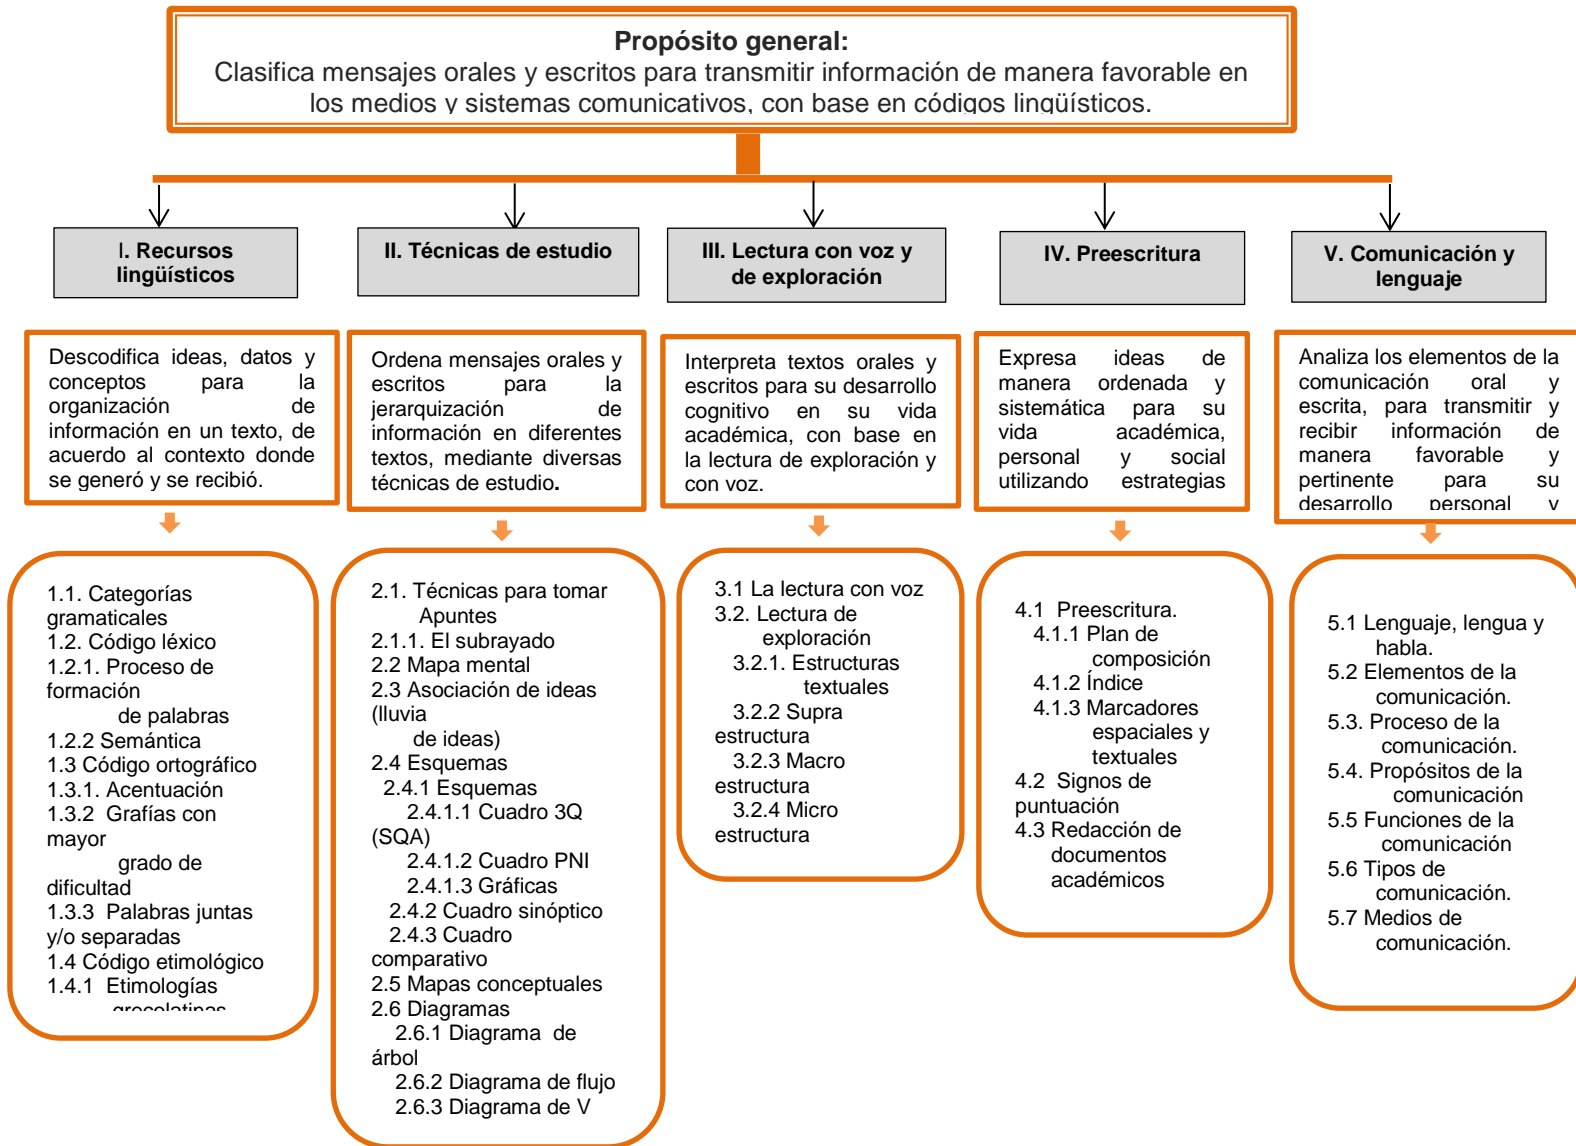 Propósito general:
Clasifica mensajes orales y escritos para transmitir información de manera favorable en
los medios y sistemas comunicativos, con base en códigos lingüísticos.
I. Recursos
lingüísticos
II. Técnicas de estudio
III. Lectura con voz y
de exploración
IV. Preescritura
V. Comunicación y
lenguaje
Descodifica ideas, datos y
conceptos para la
organización de
información en un texto, de
acuerdo al contexto donde
se generó y se recibió.
Ordena mensajes orales y
escritos para la
jerarquización de
información en diferentes
textos, mediante diversas
técnicas de estudio.
Interpreta textos orales y
escritos para su desarrollo
cognitivo en su vida
académica, con base en
la lectura de exploración y
con voz.
Expresa ideas de
manera ordenada y
sistemática para su
vida académica,
personal y social
utilizando estrategias
Analiza los elementos de la
comunicación oral y
escrita, para transmitir y
recibir información de
manera favorable y
pertinente para su
desarrollo personal y
1.1. Categorías
gramaticales
1.2. Código léxico
1.2.1. Proceso de
formación
de palabras
1.2.2 Semántica
1.3 Código ortográfico
1.3.1. Acentuación
1.3.2 Grafías con
mayor
grado de
dificultad
1.3.3 Palabras juntas
y/o separadas
1.4 Código etimológico
1.4.1 Etimologías
grecolatinas
2.1. Técnicas para tomar
Apuntes
2.1.1. El subrayado
2.2 Mapa mental
2.3 Asociación de ideas
(lluvia
de ideas)
2.4 Esquemas
2.4.1 Esquemas
2.4.1.1 Cuadro 3Q
(SQA)
2.4.1.2 Cuadro PNI
2.4.1.3 Gráficas
2.4.2 Cuadro sinóptico
2.4.3 Cuadro
comparativo
2.5 Mapas conceptuales
2.6 Diagramas
2.6.1 Diagrama de
árbol
2.6.2 Diagrama de flujo
2.6.3 Diagrama de V
3.1 La lectura con voz
3.2. Lectura de
exploración
3.2.1. Estructuras
textuales
3.2.2 Supra
estructura
3.2.3 Macro
estructura
3.2.4 Micro
estructura
4.1 Preescritura.
4.1.1 Plan de
composición
4.1.2 Índice
4.1.3 Marcadores
espaciales y
textuales
4.2 Signos de
puntuación
4.3 Redacción de
documentos
académicos
5.1 Lenguaje, lengua y
habla.
5.2 Elementos de la
comunicación.
5.3. Proceso de la
comunicación.
5.4. Propósitos de la
comunicación
5.5 Funciones de la
comunicación
5.6 Tipos de
comunicación.
5.7 Medios de
comunicación.